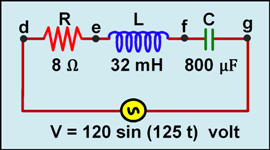 R L C
d e f g
8 Ω 32 mH 800 μF
V = 120 sin (125 t) volt